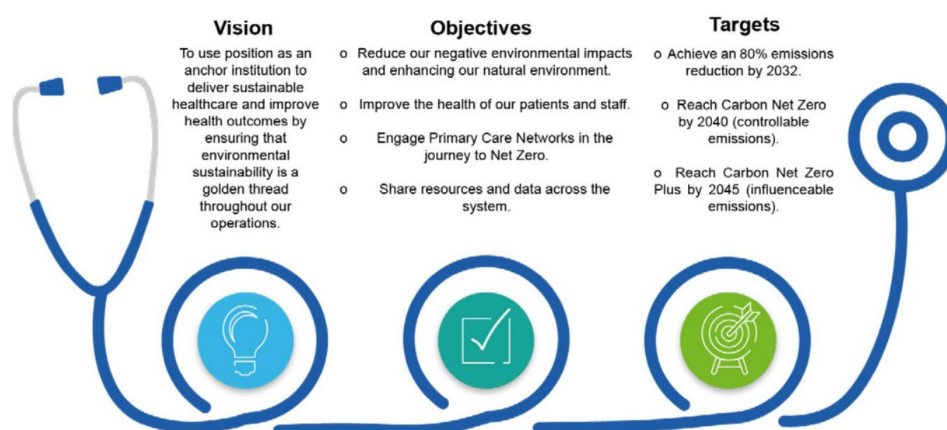 Vision
To use position as an
anchor institution to
deliver sustainable
healthcare and improve
health outcomes by
ensuring that
environmental
sustainability is a
golden thread
throughout our
operations.
Objectives
o Reduce our negative environmental impacts
and enhancing our natural environment.
o Improve the health of our patients and staff.
o Engage Primary Care Networks in the
journey to Net Zero.
o Share resources and data across the
system.
Targets
o Achieve an 80% emissions
reduction by 2032.
o Reach Carbon Net Zero
by 2040 (controllable
emissions).
o Reach Carbon Net Zero
Plus by 2045 (influenceable
emissions).